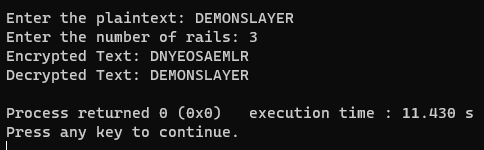 Enter the plaintext: DEMONSLAYER
Enter the number of rails: 3
Encrypted Text: DNYEOSAEMLR
Decrypted Text: DEMONSLAYER
Process returned 0 (0x0)   execution time : 11.430 s
Press any key to continue.